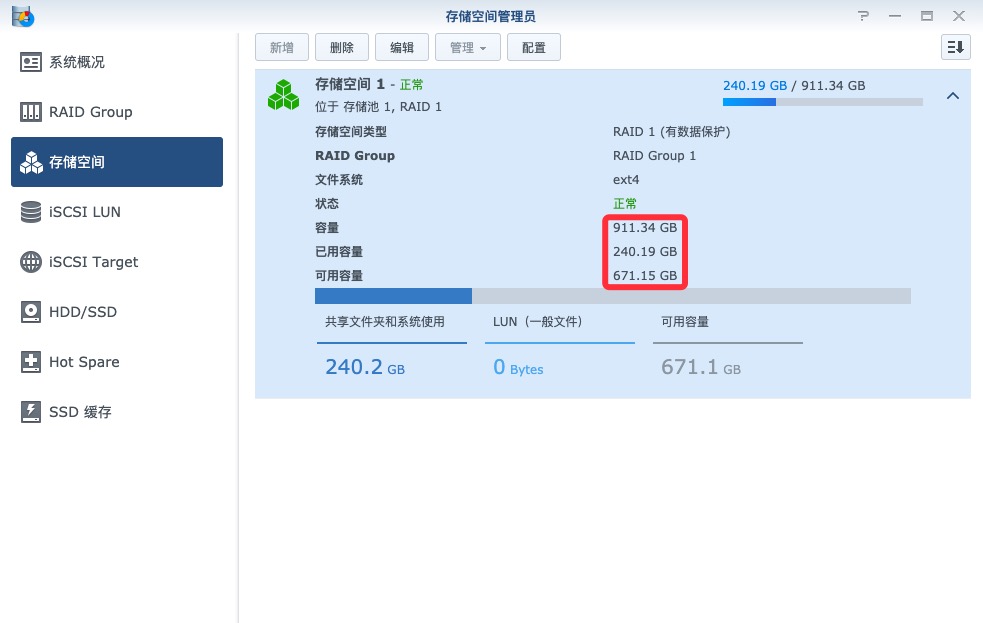 存储空间管理员
系统概况
RAID Group
存储空间
iSCSI LUN
iSCSI Target
HDD/SSD
Hot Spare
SSD 缓存
新增 删除 编辑 管理 配置
存储空间 1 - 正常
240.19 GB / 911.34 GB
位于 存储池 1, RAID 1
存储空间类型 RAID 1 (有数据保护)
RAID Group RAID Group 1
文件系统 ext4
状态 正常
容量 911.34 GB
已用容量 240.19 GB
可用容量 671.15 GB
共享文件夹和系统使用 LUN（一般文件） 可用容量
240.2 GB 0 Bytes 671.1 GB